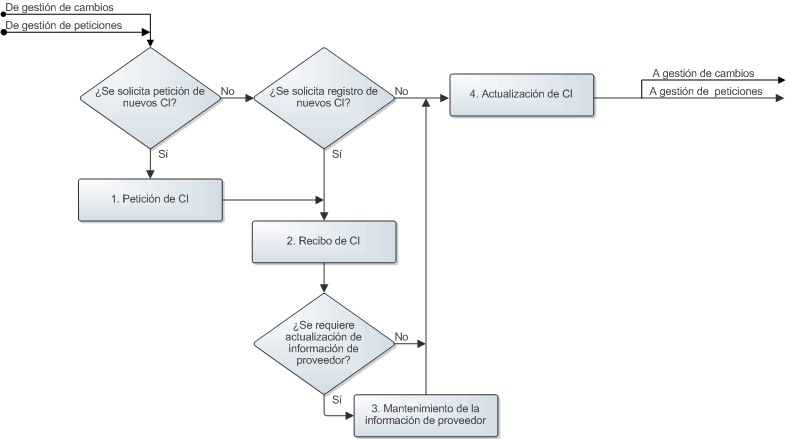 De gestión de cambios
De gestión de peticiones
¿Se solicita petición de
nuevos CI?
No
¿Se solicita registro de
nuevos CI?
No
4. Actualización de CI
A gestión de cambios
A gestión de peticiones
Sí
Sí
1. Petición de CI
2. Recibo de CI
¿Se requiere
actualización de
información de
proveedor?
No
Sí
3. Mantenimiento de la
información de proveedor